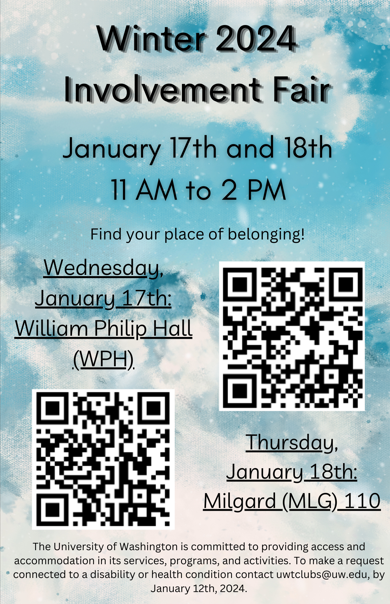 Winter 2024
Involvement Fair
January 17th and 18th
11 AM to 2 PM
Find your place of belonging!
Wednesday,
January 17th:
William Philip Hall
(WPH)
Thursday,
January 18th:
Milgard (MLG) 110
The University of Washington is committed to providing access and
accommodation in its services, programs, and activities. To make a request
connected to a disability or health condition contact uwtclubs@uw.edu, by
January 12th, 2024.